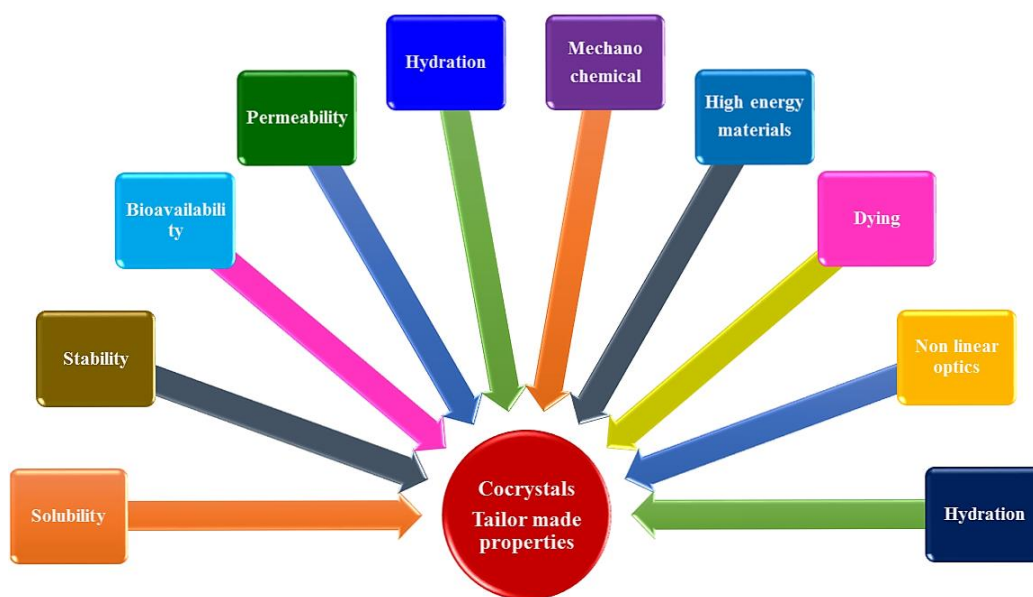 Hydration
Mechano
chemical
High energy
materials
Permeability
Bioavailabili
ty
Dying
Stability
Non linear
optics
Solubility
Cocrystals
Tailor made
properties
Hydration